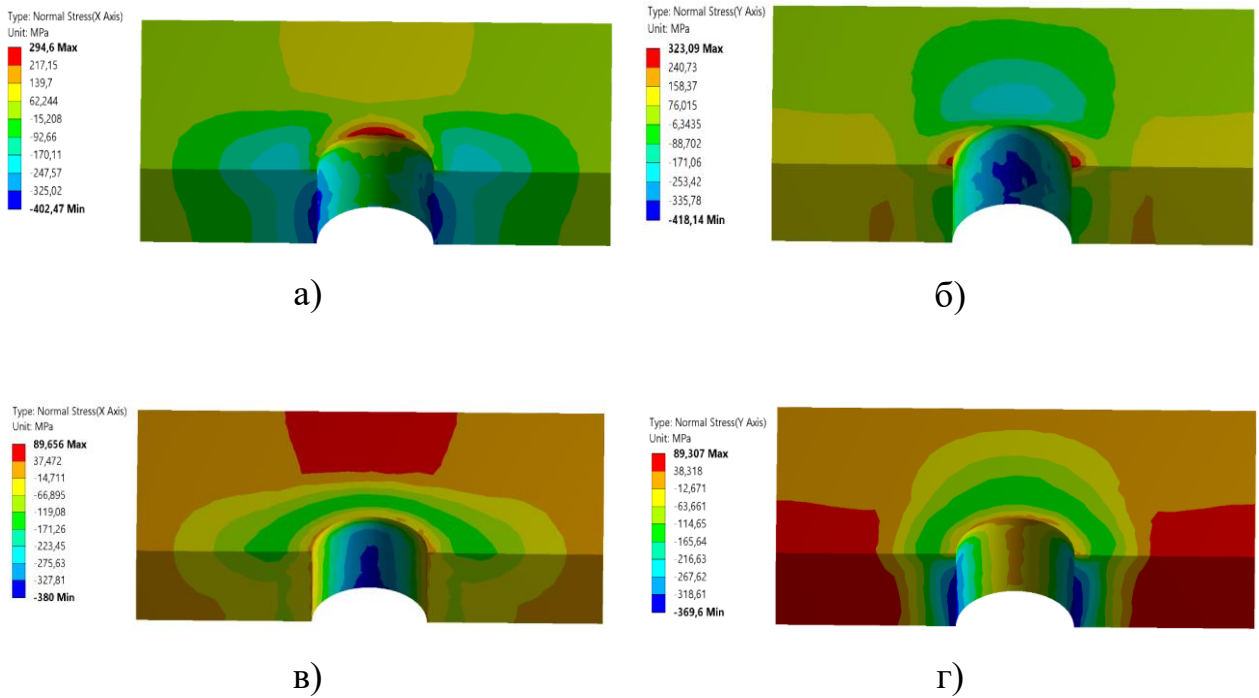 Type: Normal Stress(X Axis)
Unit: MPa
294,6 Max
217,15
139,7
62,244
-15,208
-92,66
-170,11
-247,57
-325,02
-402,47 Min
а)
Type: Normal Stress(Y Axis)
Unit: MPa
323,09 Max
240,73
158,37
76,015
-6,3435
-88,702
-171,06
-253,42
-335,78
-418,14 Min
б)
Type: Normal Stress(X Axis)
Unit: MPa
89,656 Max
37,472
-14,711
-66,895
-119,08
-171,26
-223,45
-275,63
-327,81
-380 Min
в)
Type: Normal Stress(Y Axis)
Unit: MPa
89,307 Max
38,318
-12,671
-63,661
-114,65
-165,64
-216,63
-267,62
-318,61
-369,6 Min
г)